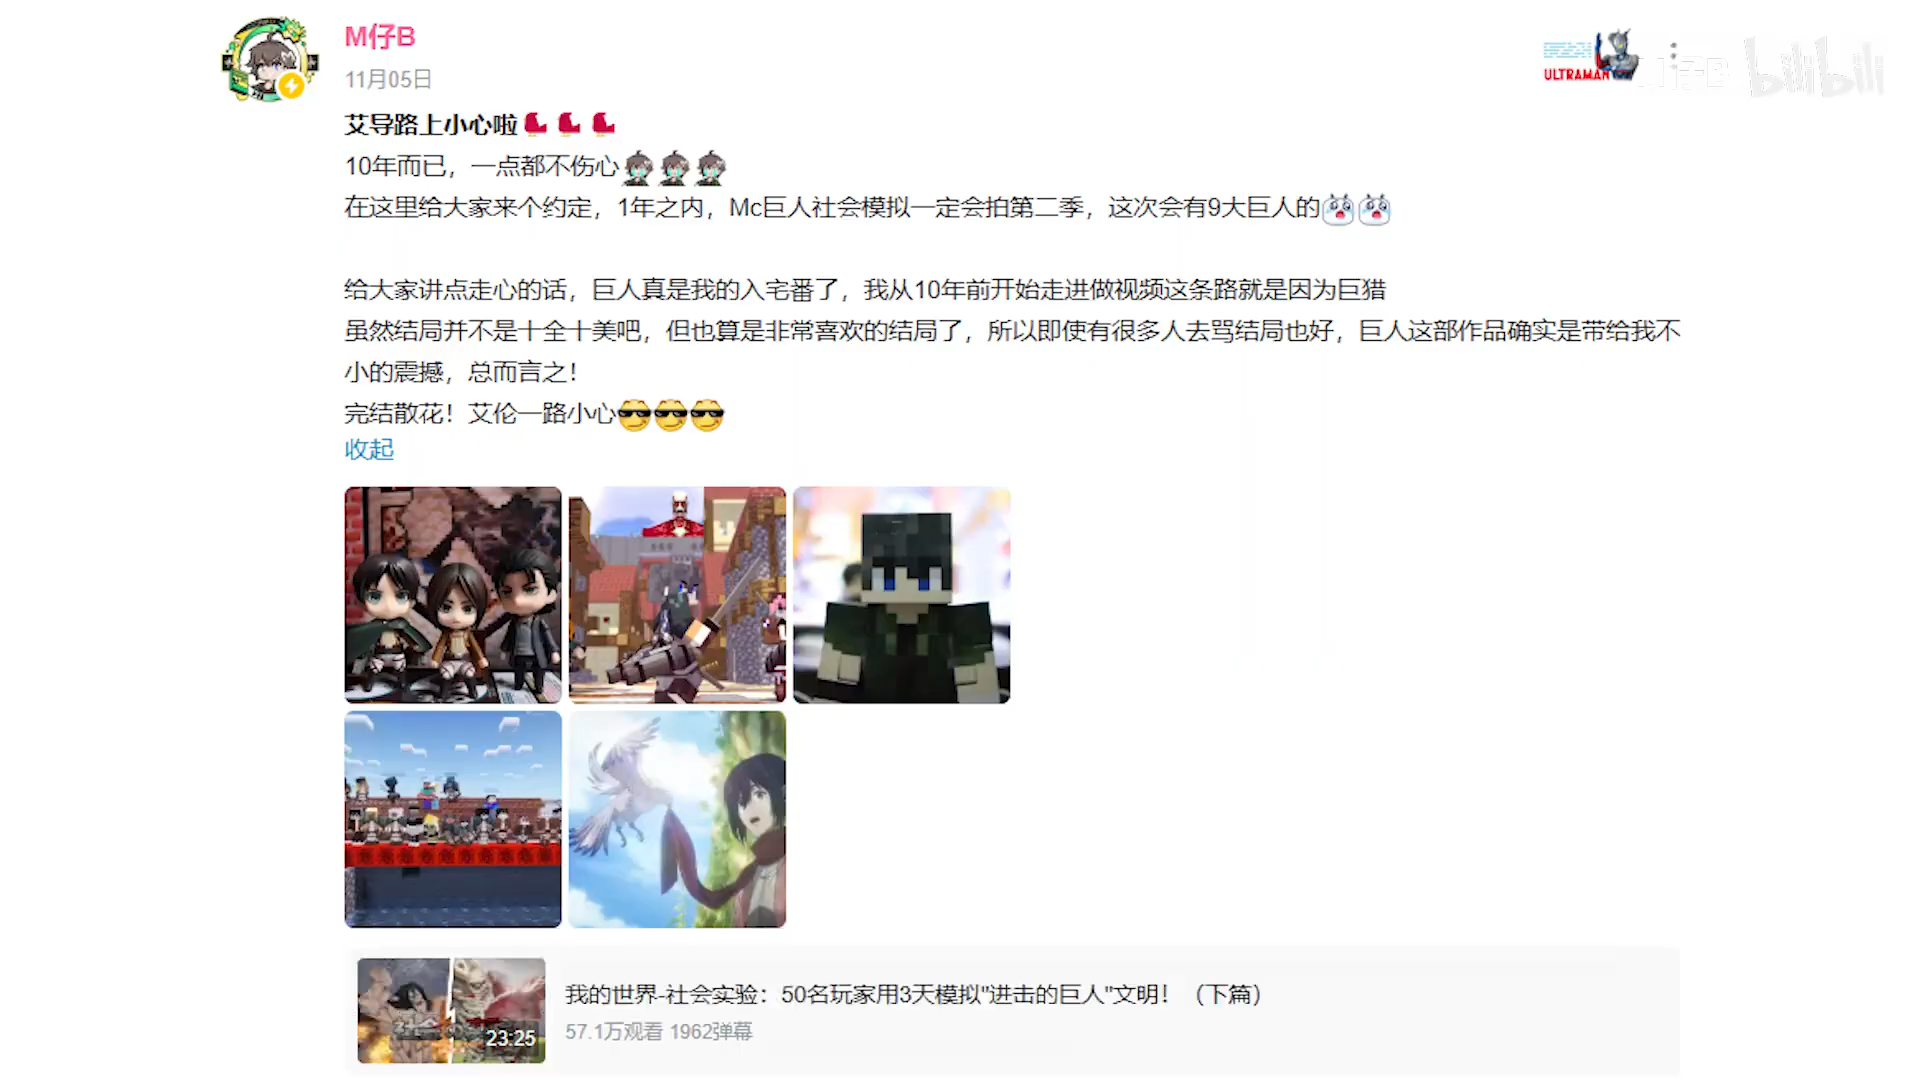 M仔B
11月05日
ULTRAMAN
bilibili
艾导路上小心啦
10年而已，一点都不伤心
在这里给大家来个约定，1年之内，Mc巨人社会模拟一定会拍第二季，这次会有9大巨人的
给大家讲点走心的话，巨人真是我的入宅番了，我从10年前开始走进做视频这条路就是因为巨猎
虽然结局并不是十全十美吧，但也算是非常喜欢的结局了，所以即使有很多人去骂结局也好，巨人这部作品确实是带给我不
小的震撼，总而言之！
完结散花！艾伦一路小心
收起
23:25
我的世界-社会实验：50名玩家用3天模拟"进击的巨人"文明！（下篇）
57.1万观看 1962弹幕